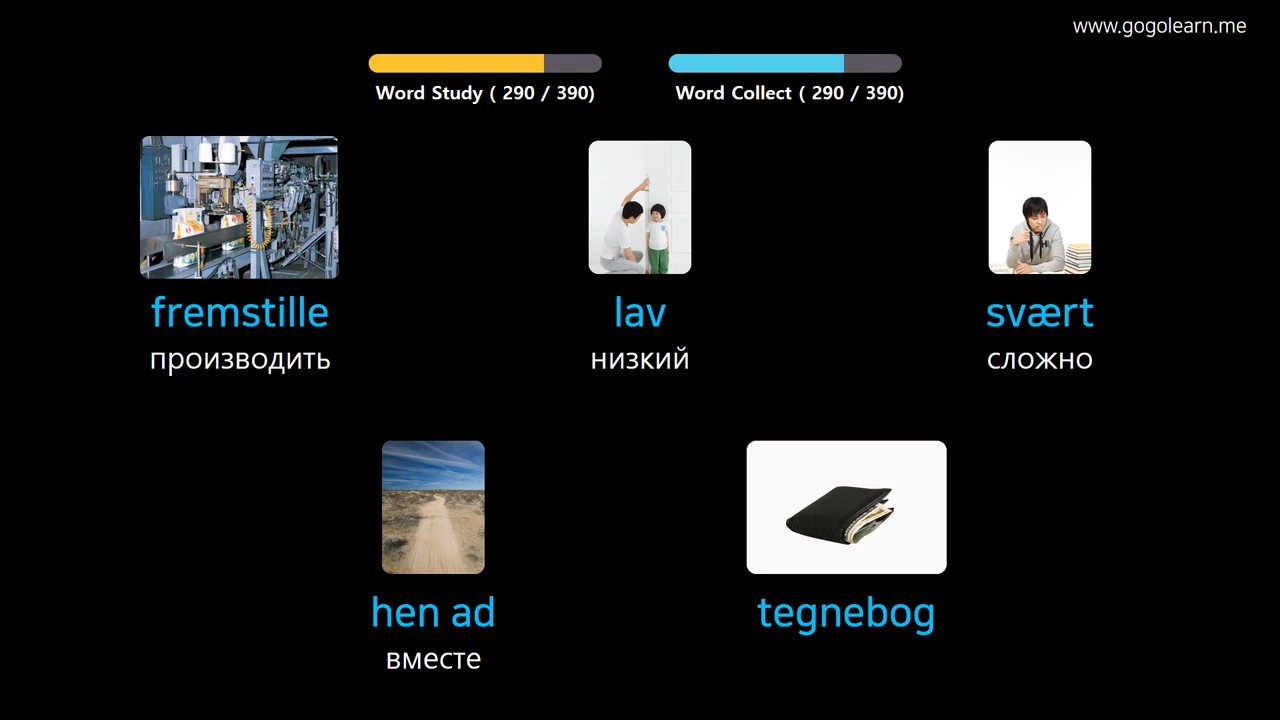 www.gogolearn.me
Word Study ( 290 / 390)
Word Collect ( 290 / 390)
fremstille
производить
lav
низкий
svært
сложно
hen ad
вместе
tegnebog